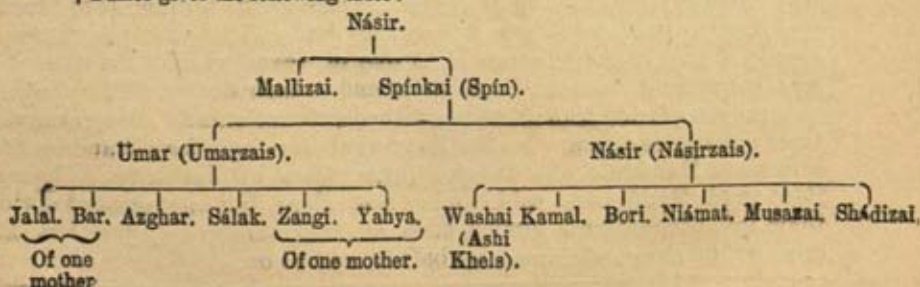 Násir.
Mallizai. Spínkai (Spín).
Umar (Umarzais). Násir (Násirzais).
Jalal. Bar. Azghar. Sálak. Zangi. Yahya. Washai Kamal. Bori. Niámat. Musazai. Shádizai.
(Ashi
Of one Of one mother. Khels).
mother